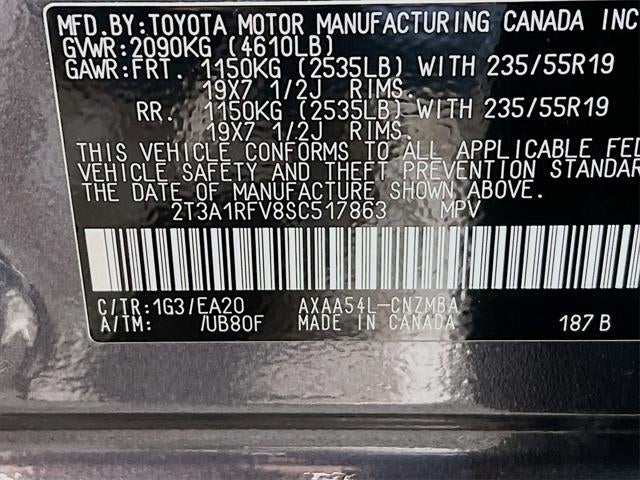 MFD.BY:TOYOTA MOTOR MANUFACTURING CANADA INC
GVWR:2090KG (4610LB)
GAWR:FRT. 1150KG (2535LB) WITH 235/55R19
19X7 1/2J RIMS.
RR. 1150KG (2535LB) WITH 235/55R19
19X7 1/2J RIMS.
THIS VEHICLE CONFORMS TO ALL APPLICABLE FED
VEHICLE SAFETY AND THEFT PREVENTION STANDAR
THE DATE OF MANUFACTURE SHOWN ABOVE.
2T3A1RFV8SC517863 MPV
C/TR:1G3/EA20 AXAA54L-CNZMBA
A/TM: /UB80F MADE IN CANADA 187 B